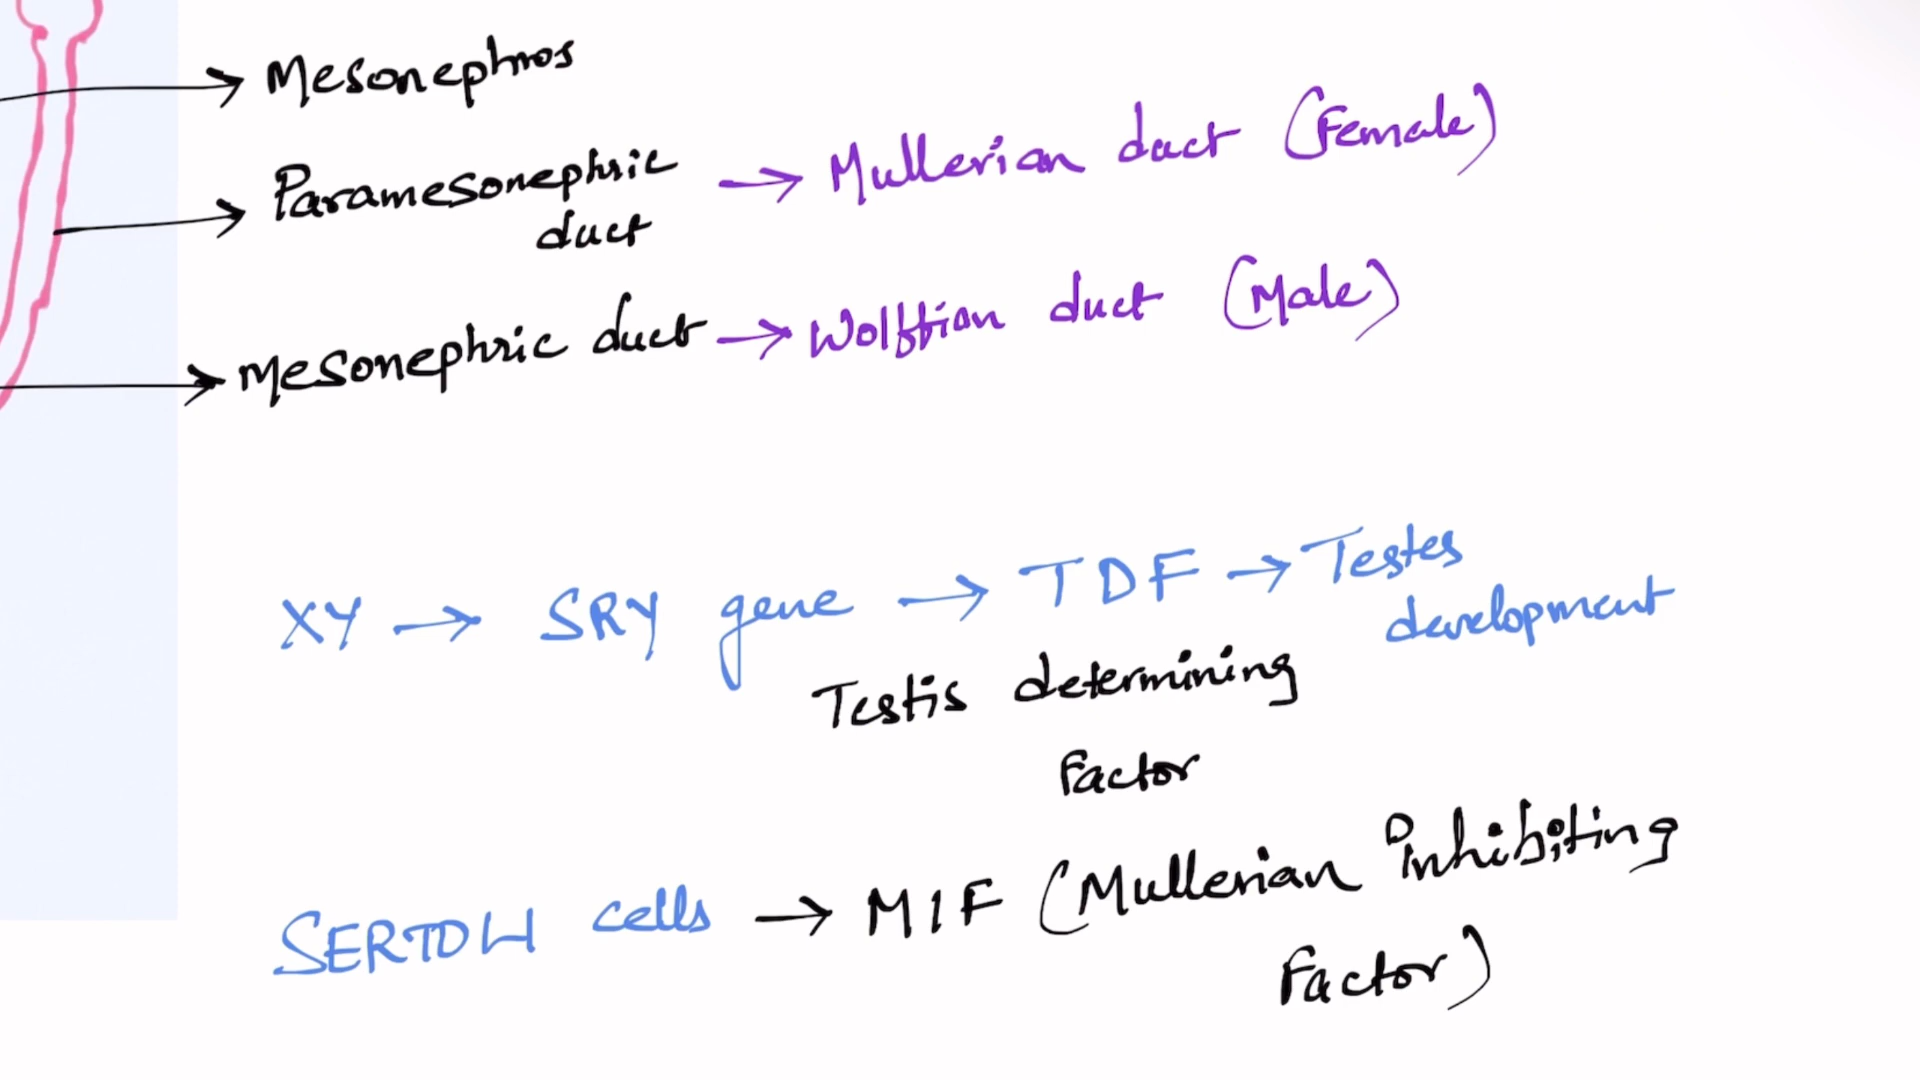 Mesonephros
Paramesonephric → Mullerian duct (Female)
duct
Mesonephric duct → Wolffian duct (Male)
XY → SRY gene → TDF → Testes
development
Testis determining
Factor
SERTOLI cells → MIF (Mullerian Inhibiting
Factor)